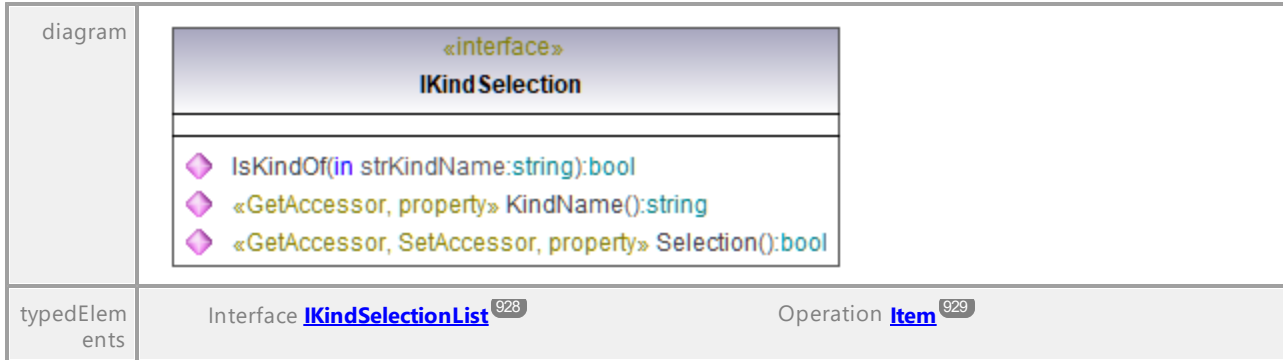 diagram
«interface»
IKindSelection
IsKindOf(in strKindName:string):bool
«GetAccessor, property» KindName():string
«GetAccessor, SetAccessor, property» Selection():bool
typedElem
ents
Interface IKindSelectionList 928 Operation Item 929